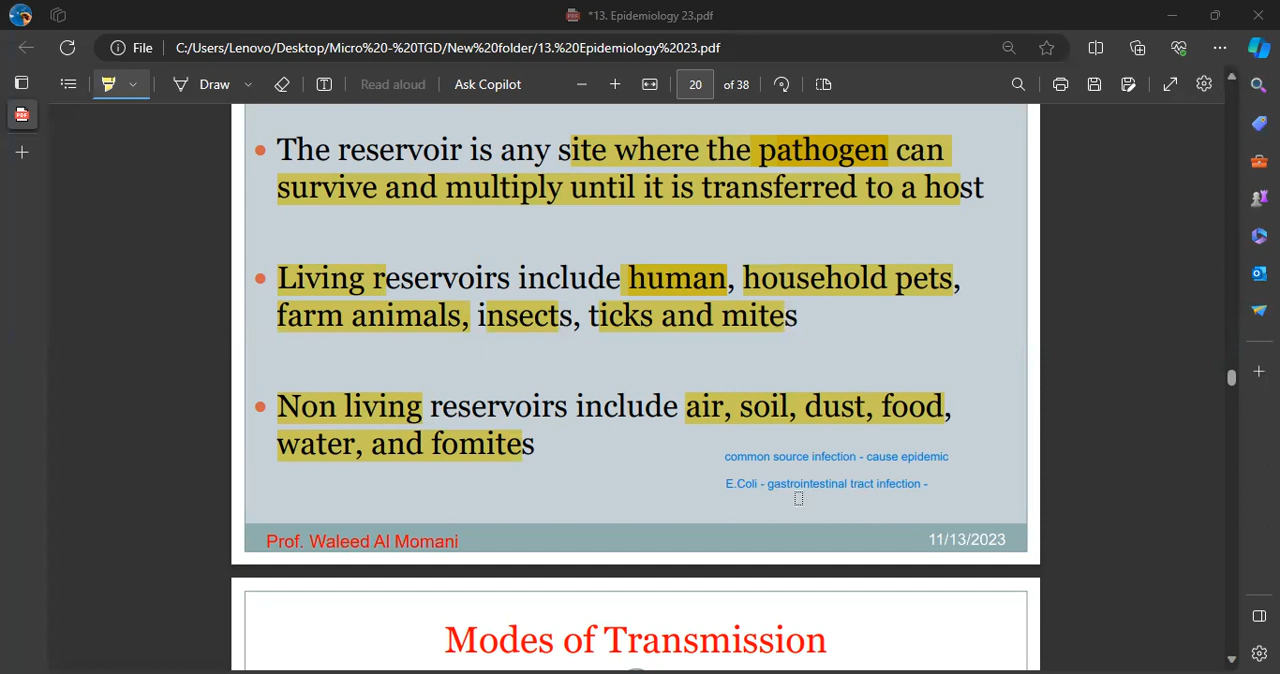 *13. Epidemiology 23.pdf
File
C:/Users/Lenovo/Desktop/Micro%20-%20TGD/New%20folder/13.%20Epidemiology%2023.pdf
Draw
Read aloud
Ask Copilot
20 of 38
• The reservoir is any site where the pathogen can
survive and multiply until it is transferred to a host
• Living reservoirs include human, household pets,
farm animals, insects, ticks and mites
• Non living reservoirs include air, soil, dust, food,
water, and fomites
common source infection - cause epidemic
E.Coli - gastrointestinal tract infection -
Prof. Waleed Al Momani
11/13/2023
Modes of Transmission